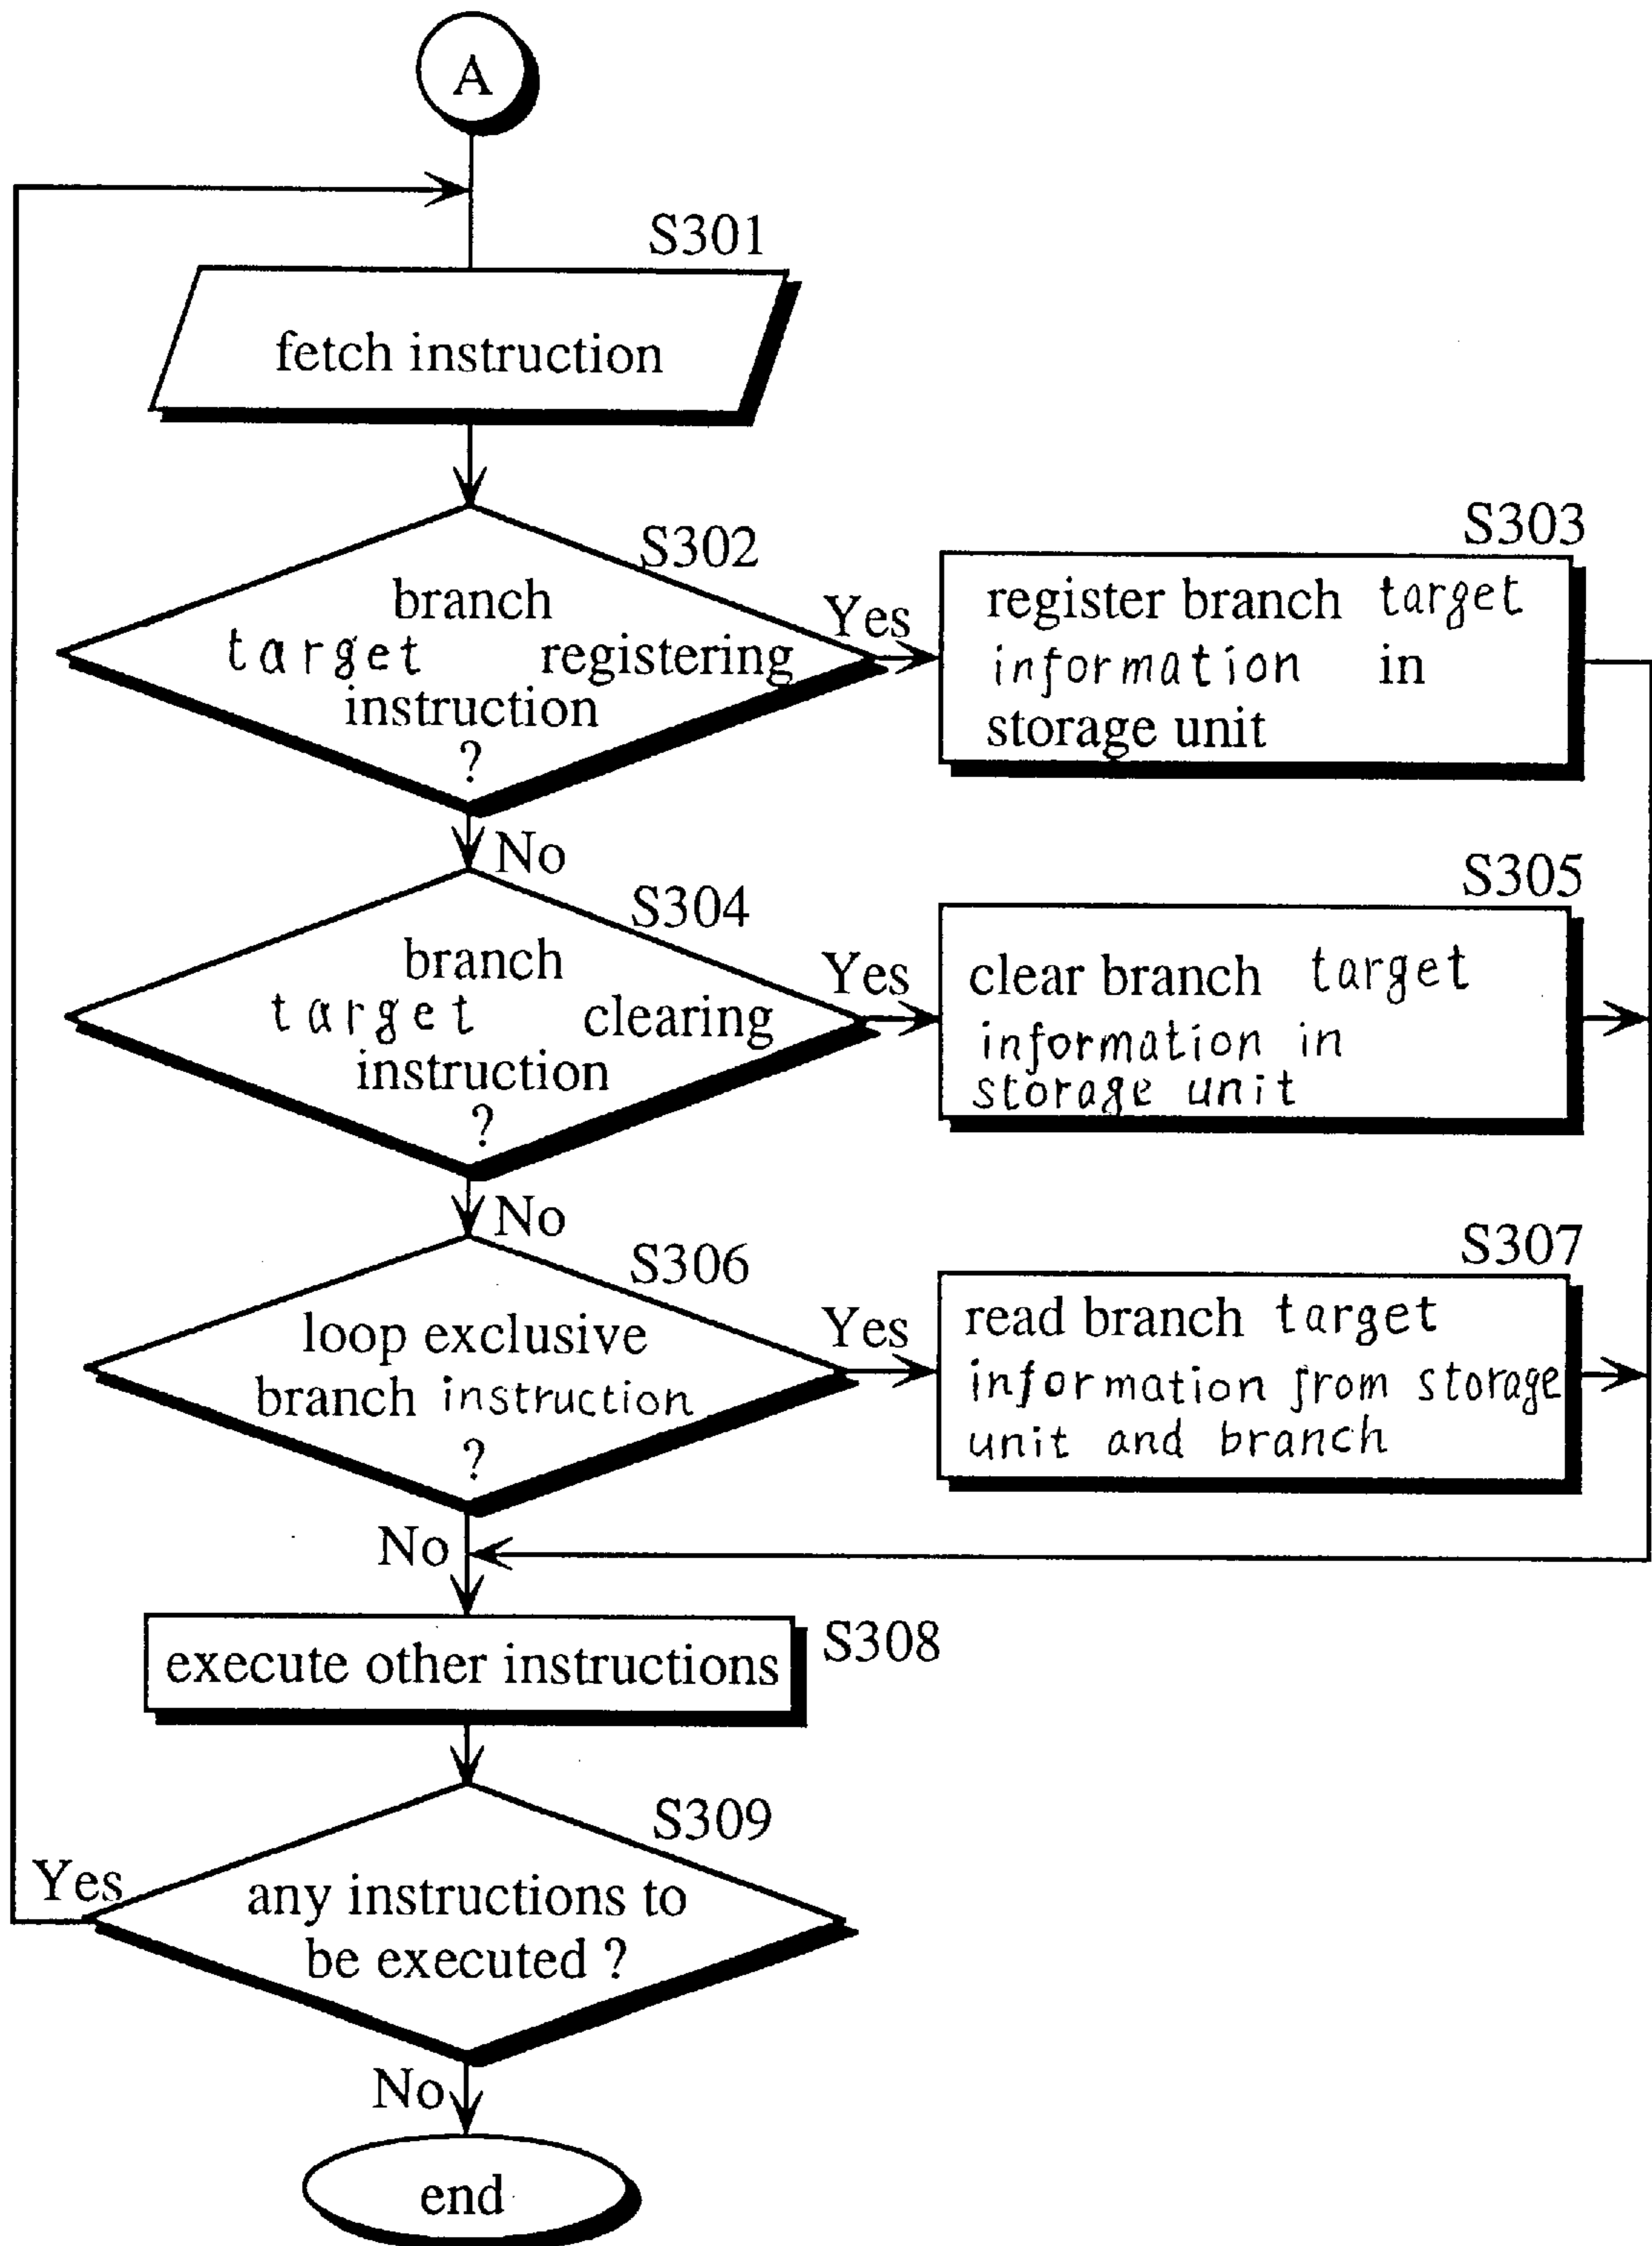 A
S301
fetch instruction
S302
branch
target registering
instruction
?
Yes
S303
register branch target
information in
storage unit
No
S304
branch
target clearing
instruction
?
Yes
S305
clear branch target
information in
storage unit
No
S306
loop exclusive
branch instruction
?
Yes
S307
read branch target
information from storage
unit and branch
No
execute other instructions
S308
S309
Yes
any instructions to
be executed ?
No
end